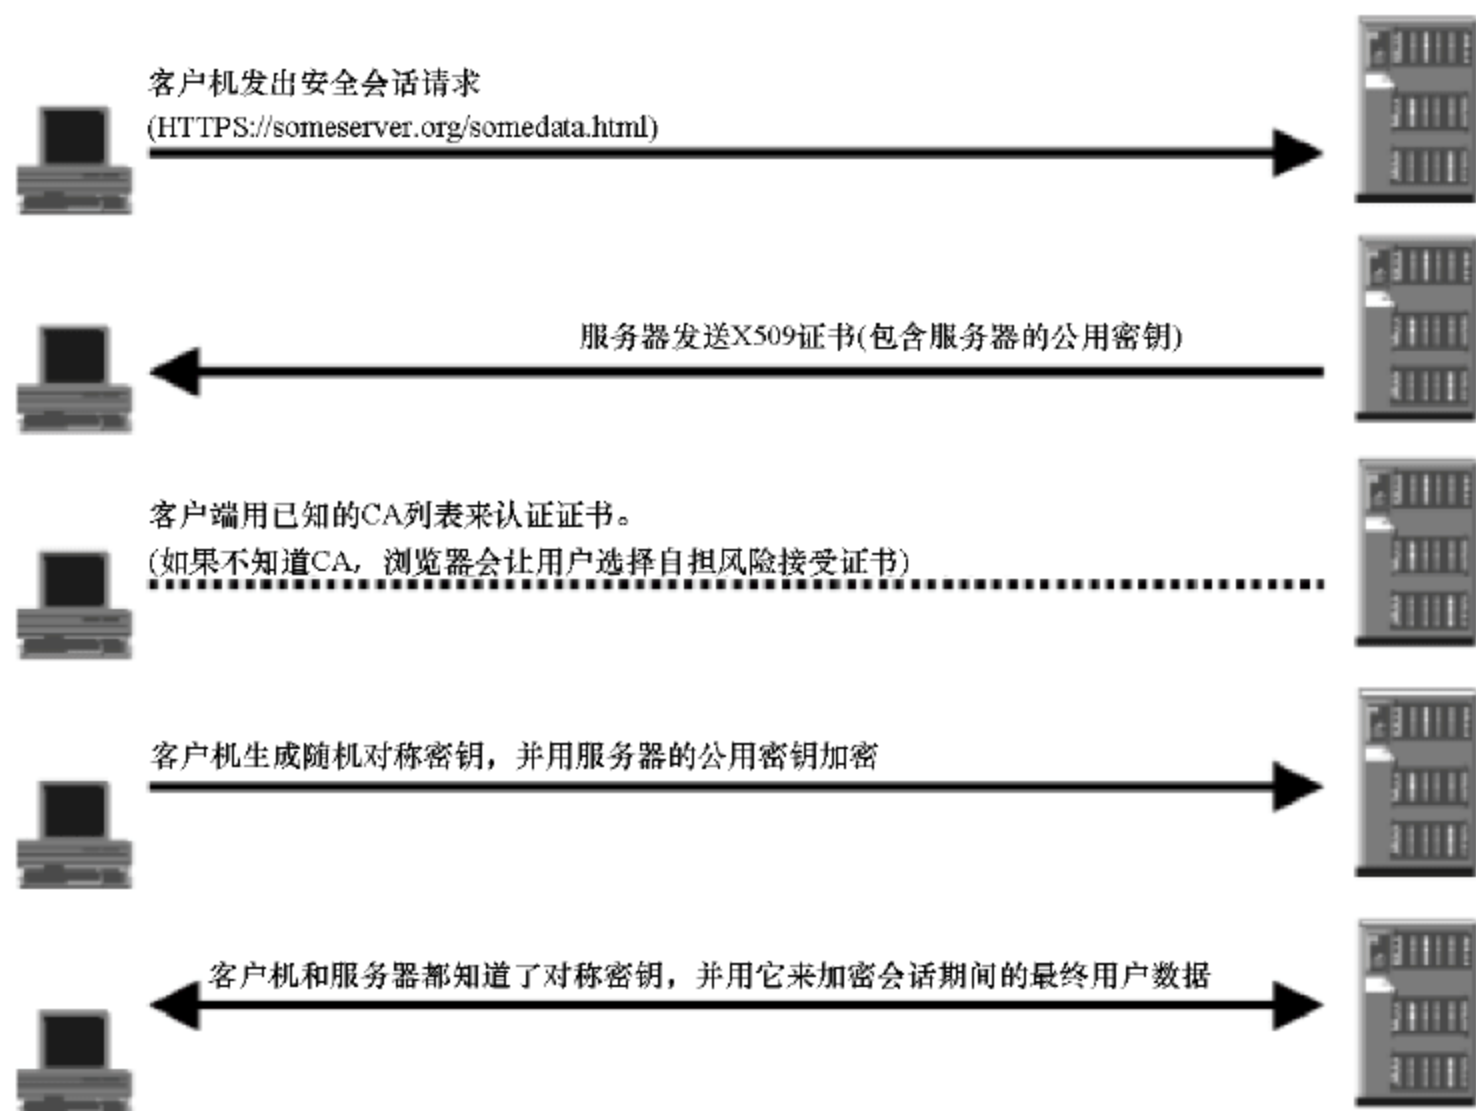 客户机发出安全会话请求
(HTTPS://someserver.org/somedata.html)
服务器发送X509证书(包含服务器的公用密钥)
客户端用已知的CA列表来认证证书。
(如果不知道CA，浏览器会让用户选择自担风险接受证书)
客户机生成随机对称密钥，并用服务器的公用密钥加密
客户机和服务器都知道了对称密钥，并用它来加密会话期间的最终用户数据